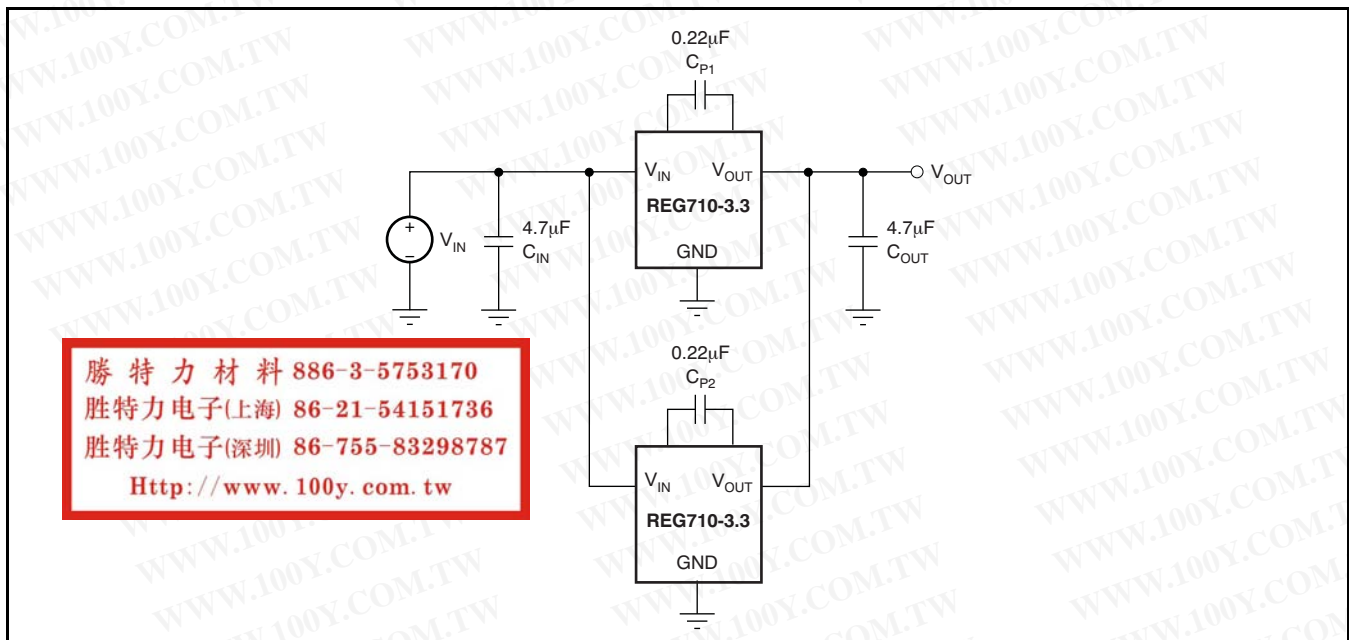 0.22μF
C_P1
V_IN V_OUT
REG710-3.3
GND
V_OUT
+
−
V_IN
4.7μF
C_IN
4.7μF
C_OUT
0.22μF
C_P2
V_IN V_OUT
REG710-3.3
GND
勝特力材料 886-3-5753170
胜特力电子(上海) 86-21-54151736
胜特力电子(深圳) 86-755-83298787
Http://www.100y.com.tw
WWW.100Y.COM.TW